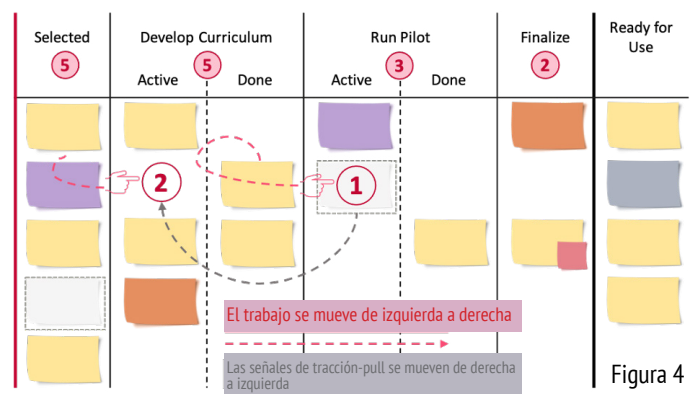 Selected
5
Develop Curriculum
5
Active
Done
Run Pilot
3
Active
Done
Finalize
2
Ready for
Use
2
1
El trabajo se mueve de izquierda a derecha
Las señales de tracción-pull se mueven de derecha
a izquierda
Figura 4